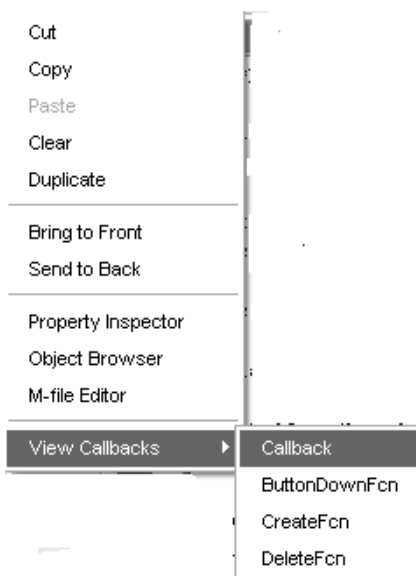 Cut
Copy
Paste
Clear
Duplicate
Bring to Front
Send to Back
Property Inspector
Object Browser
M-file Editor
View Callbacks
Callback
ButtonDownFcn
CreateFcn
DeleteFcn